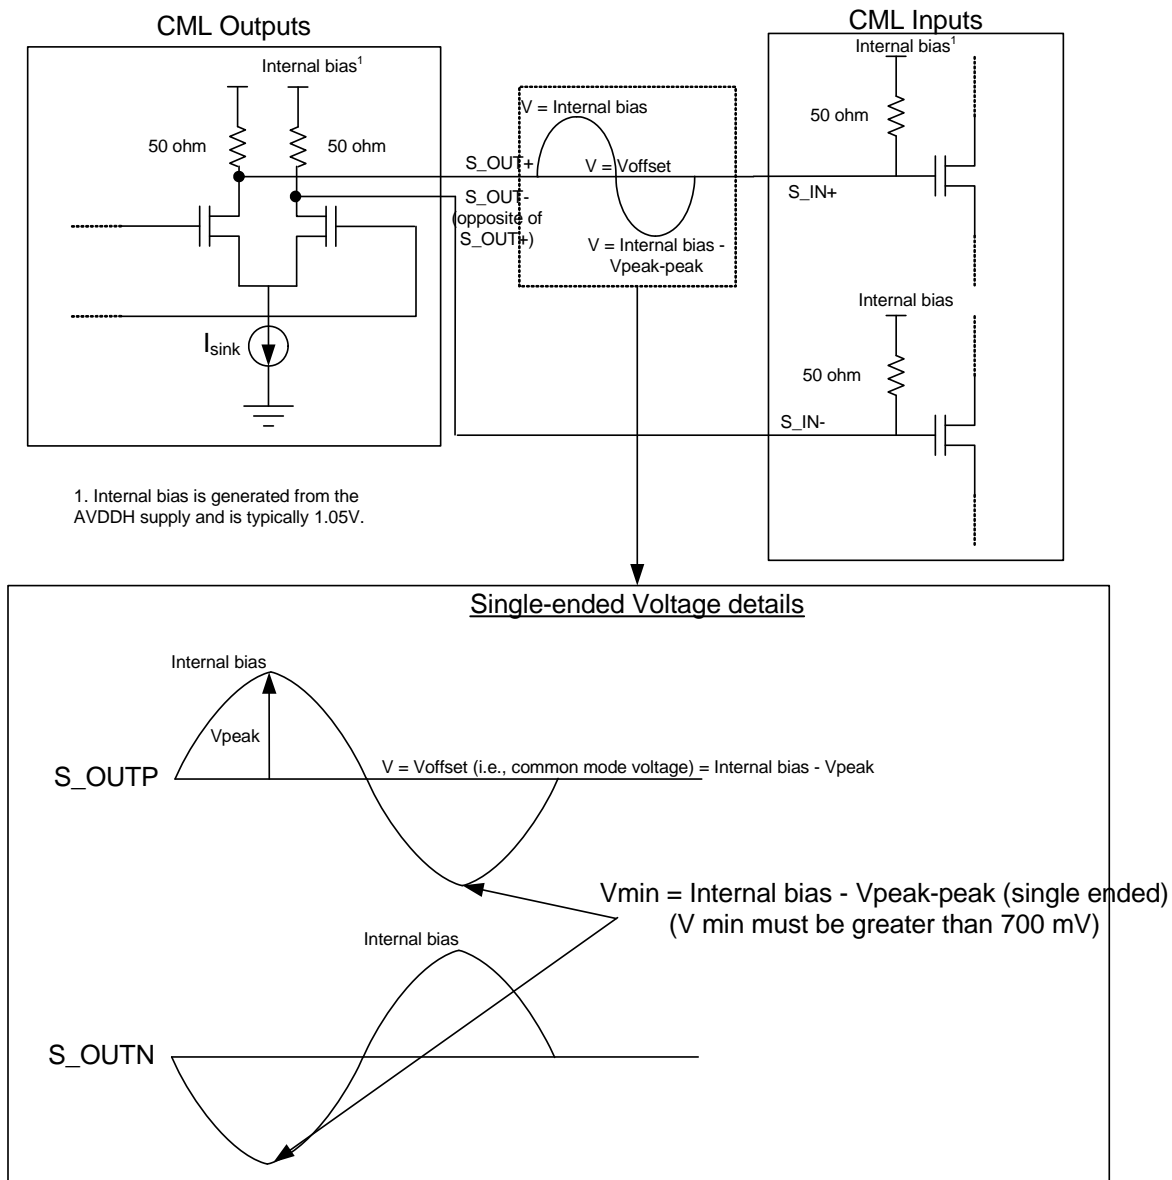 CML Outputs
CML Inputs
Internal bias1
Internal bias1
V = Internal bias
50 ohm
50 ohm
50 ohm
S_OUT+
V = Voffset
S_IN+
S_OUT-
(opposite of
S_OUT+)
V = Internal bias -
Vpeak-peak
Internal bias
Isink
50 ohm
S_IN-
1. Internal bias is generated from the
AVDDH supply and is typically 1.05V.
Single-ended Voltage details
Internal bias
Vpeak
S_OUTP
V = Voffset (i.e., common mode voltage) = Internal bias - Vpeak
Vmin = Internal bias - Vpeak-peak (single ended)
(V min must be greater than 700 mV)
Internal bias
S_OUTN